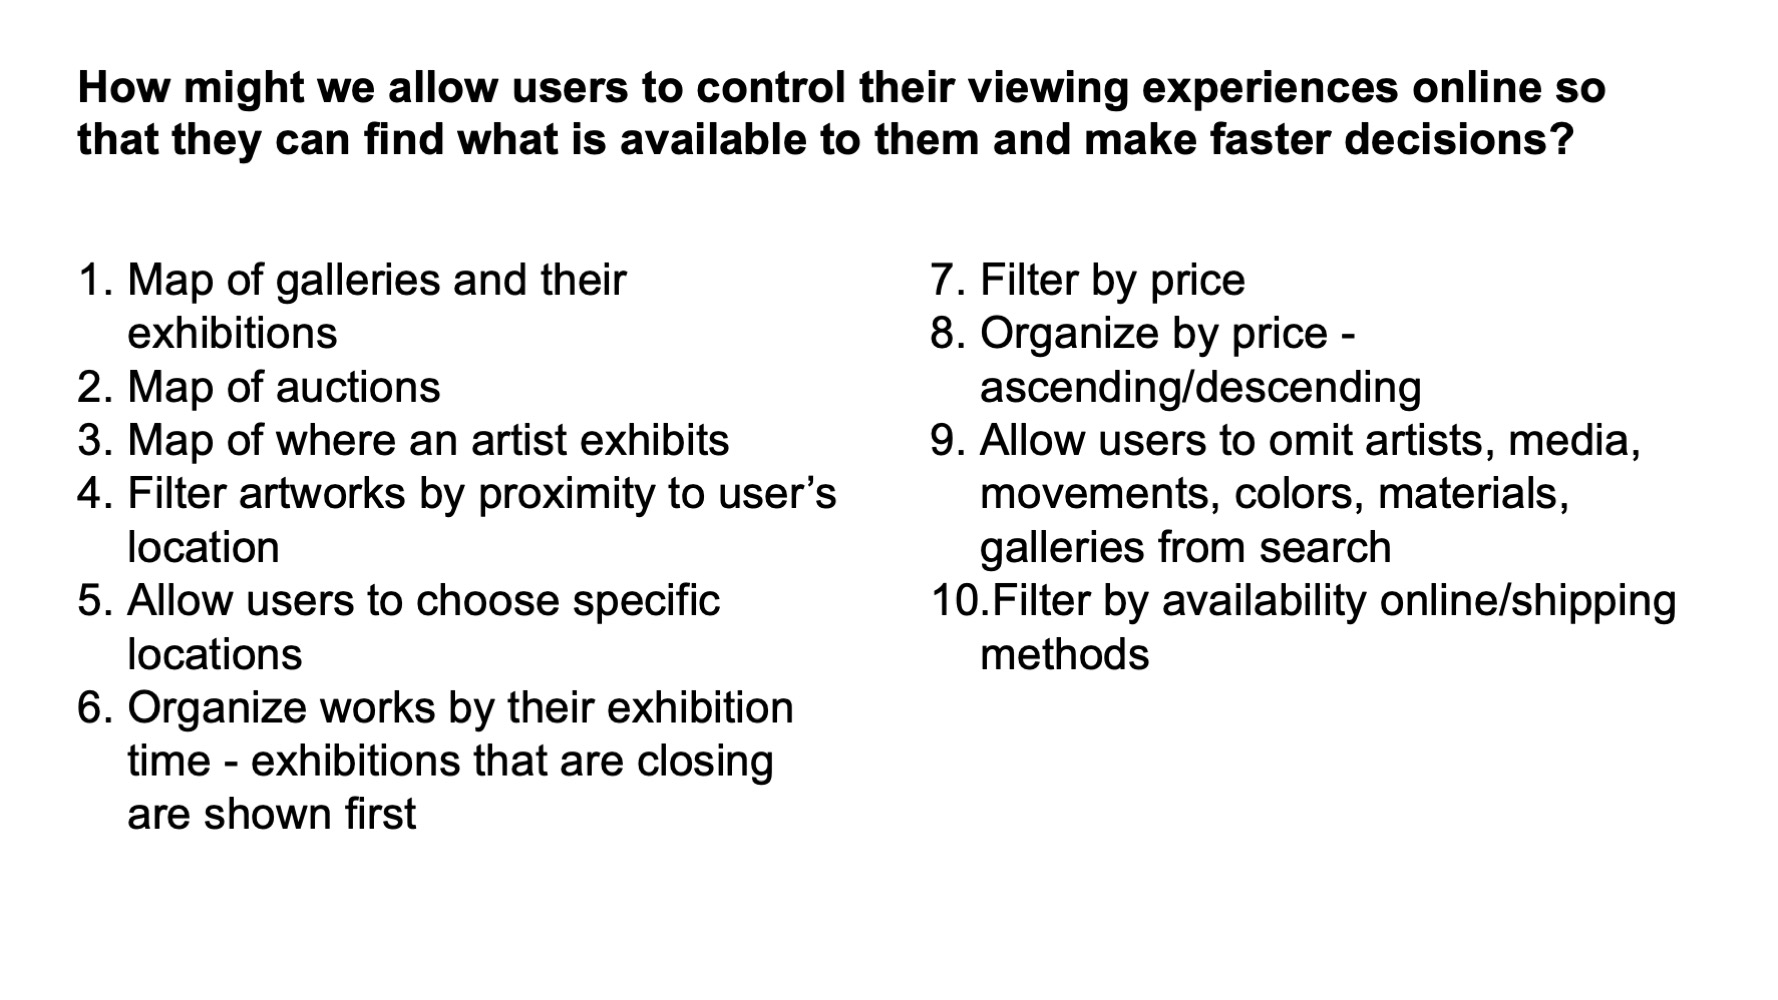 How might we allow users to control their viewing experiences online so
that they can find what is available to them and make faster decisions?
1. Map of galleries and their
exhibitions
2. Map of auctions
3. Map of where an artist exhibits
4. Filter artworks by proximity to user’s
location
5. Allow users to choose specific
locations
6. Organize works by their exhibition
time - exhibitions that are closing
are shown first
7. Filter by price
8. Organize by price -
ascending/descending
9. Allow users to omit artists, media,
movements, colors, materials,
galleries from search
10.Filter by availability online/shipping
methods